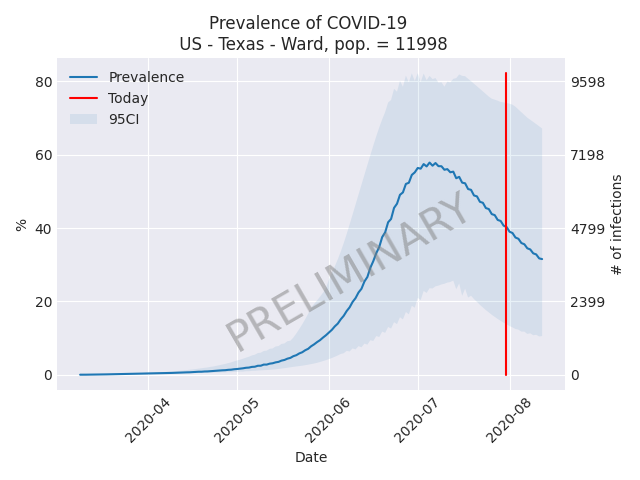 Prevalence of COVID-19
US - Texas - Ward, pop. = 11998
Prevalence
Today
95CI
80
60
40
20
0
9598
7198
4799
2399
0
%
# of infections
PRELIMINARY
2020-04
2020-05
2020-06
2020-07
2020-08
Date